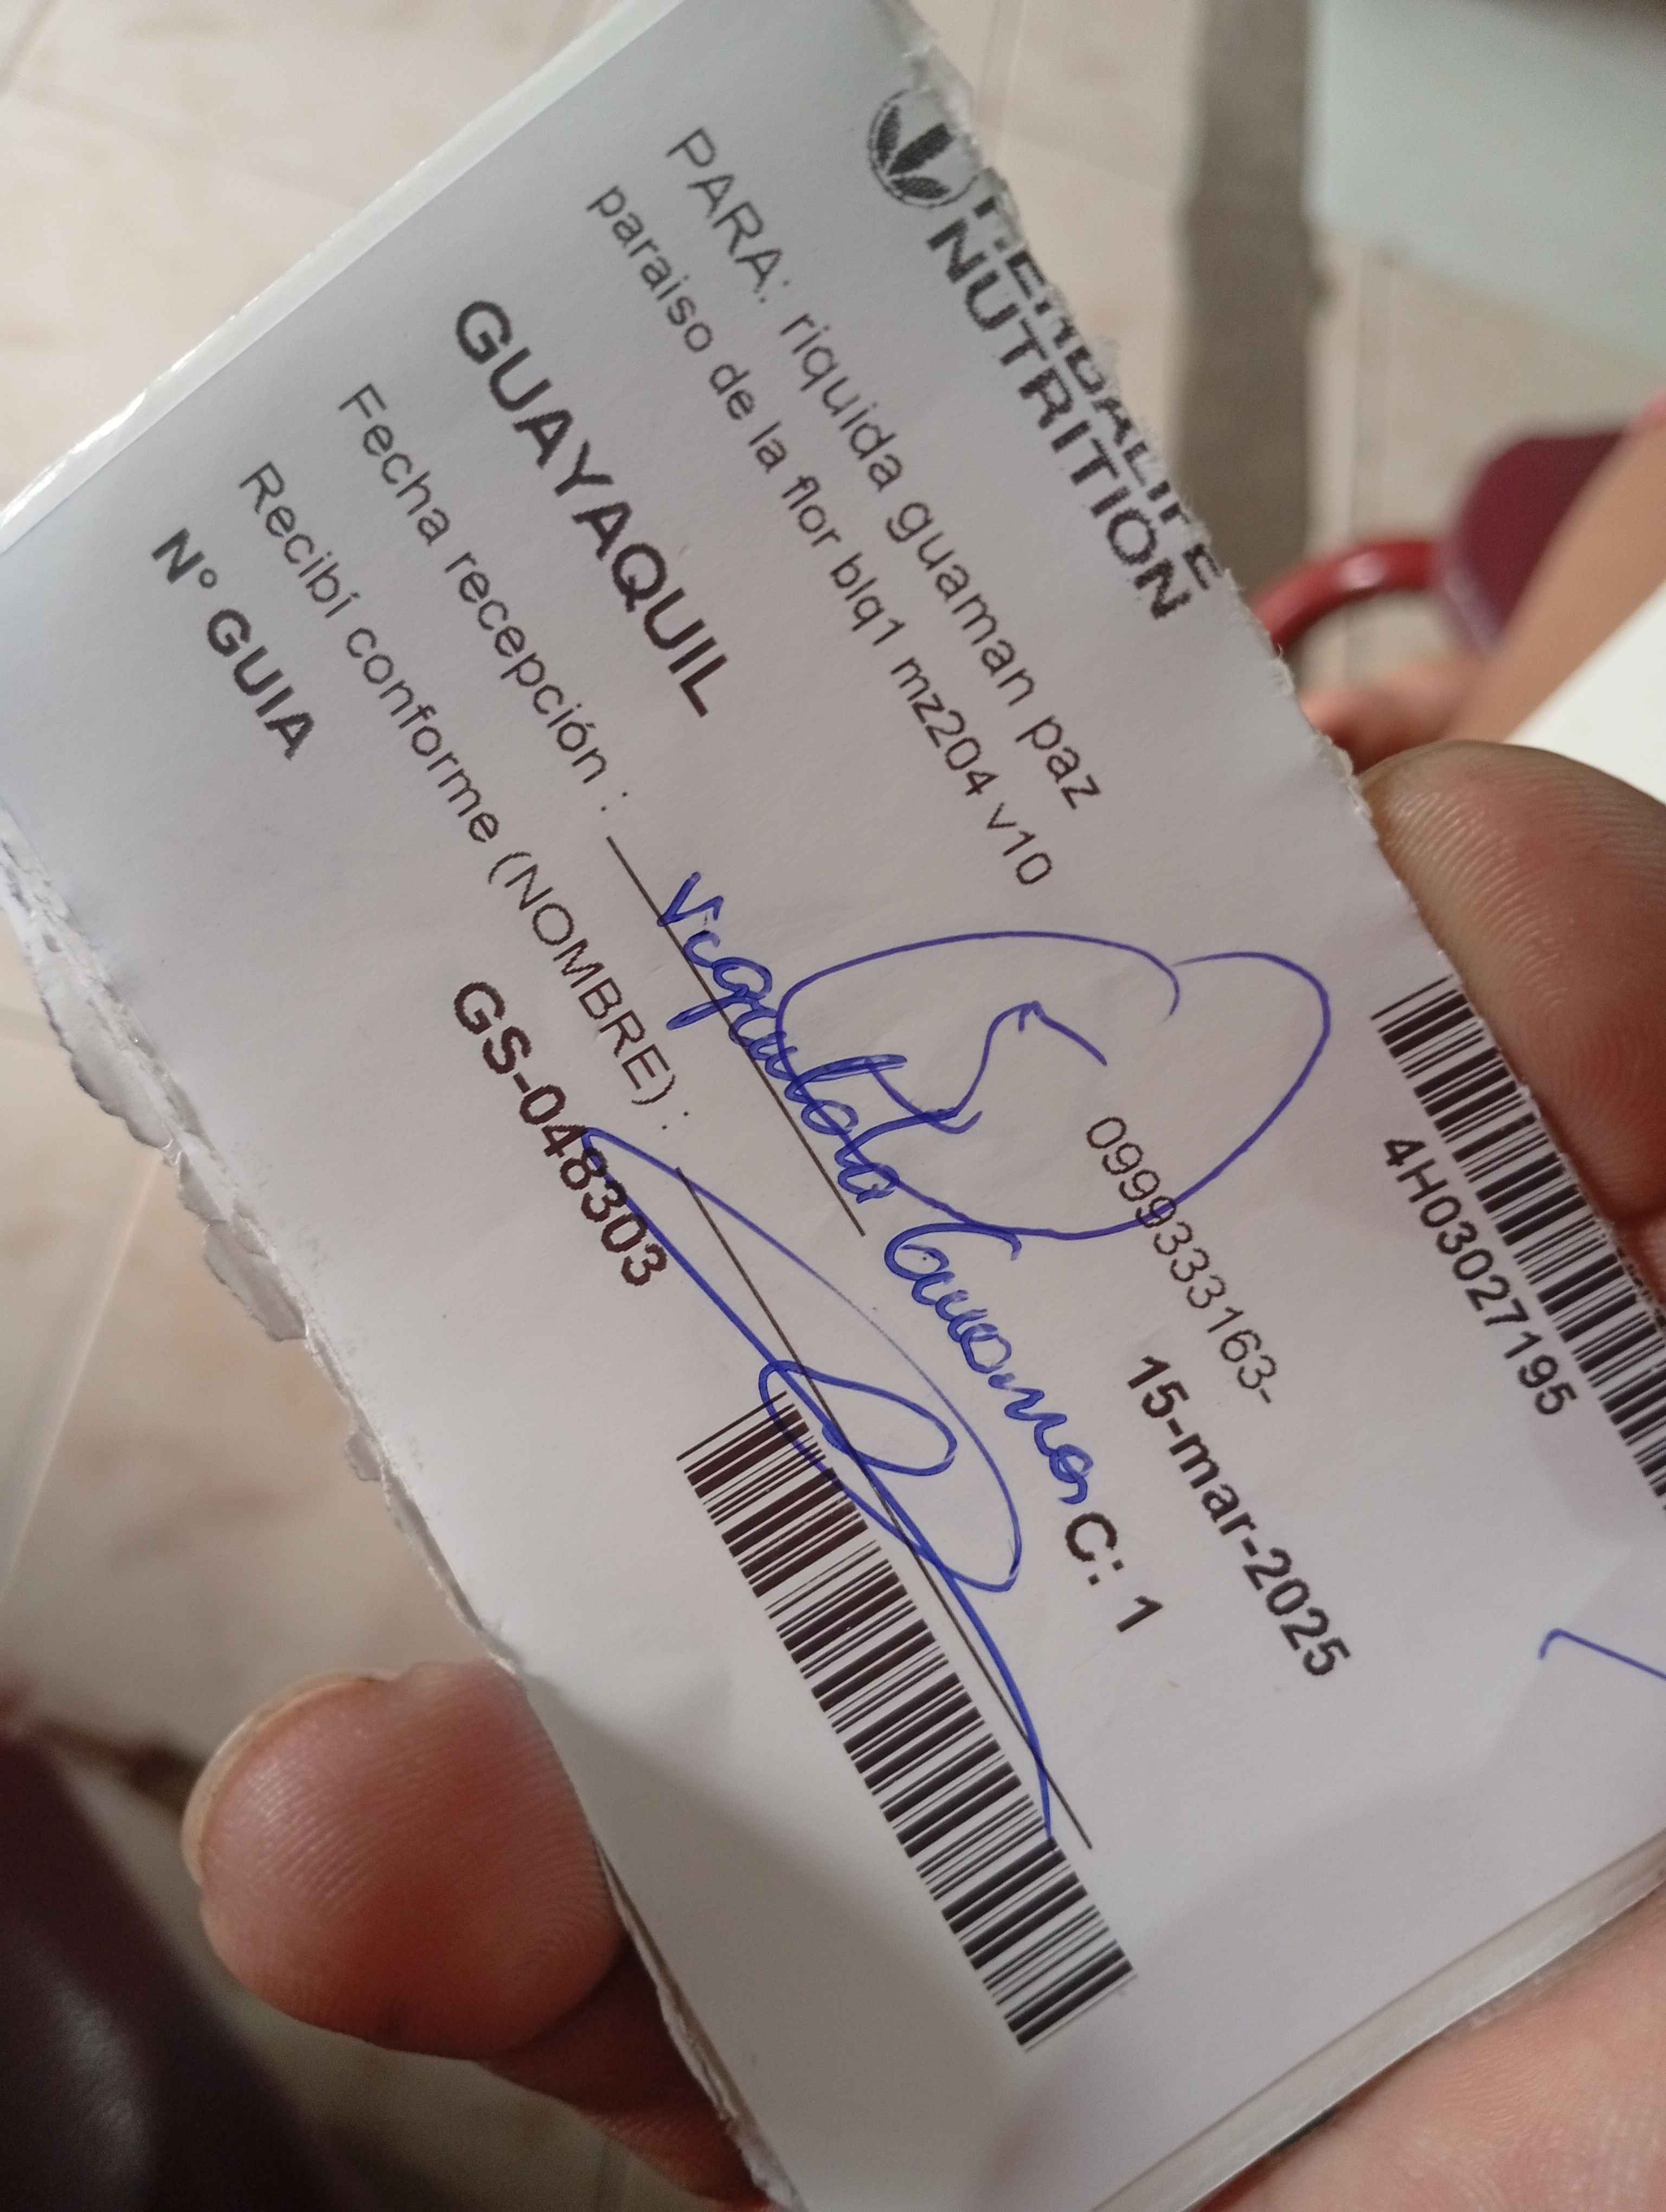 HERBALIFE
NUTRITION
4H03027195
PARA: riquida guaman paz
paraiso de la flor blq1 mz204 v10
0999333163-
15-mar-2025
GUAYAQUIL
C: 1
Fecha recepción :
Recibí conforme (NOMBRE) :
N° GUIA
GS-048303